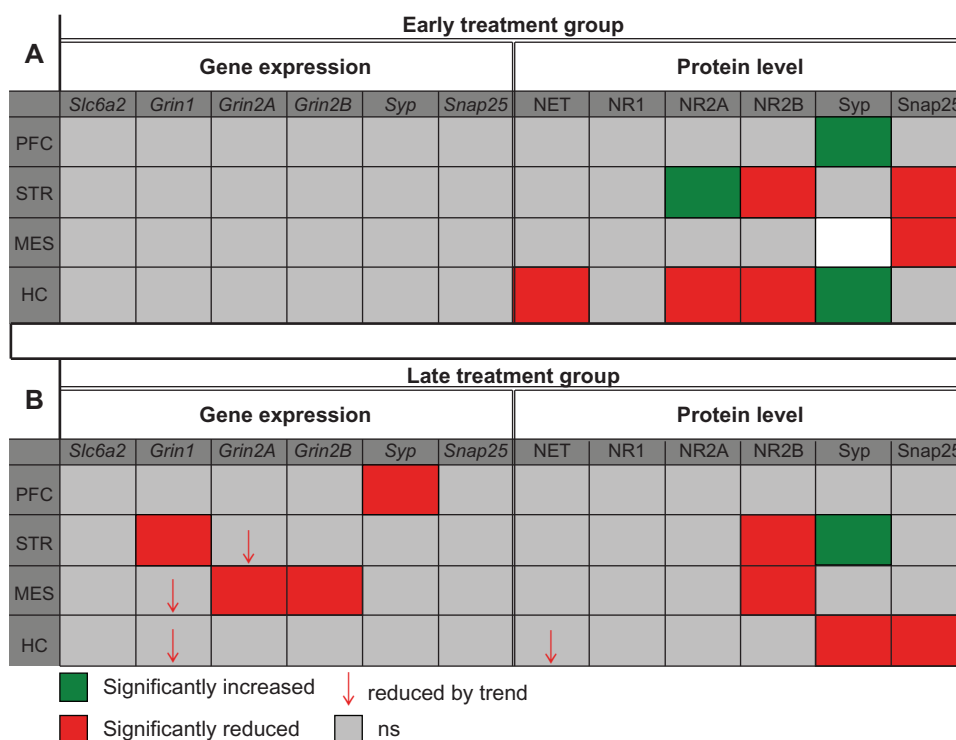 A
Early treatment group
Gene expression Protein level
Slc6a2 Grin1 Grin2A Grin2B Syp Snap25 NET NR1 NR2A NR2B Syp Snap25
PFC
STR
MES
HC
B
Late treatment group
Gene expression Protein level
Slc6a2 Grin1 Grin2A Grin2B Syp Snap25 NET NR1 NR2A NR2B Syp Snap25
PFC
STR
MES
HC
Significantly increased reduced by trend
Significantly reduced ns